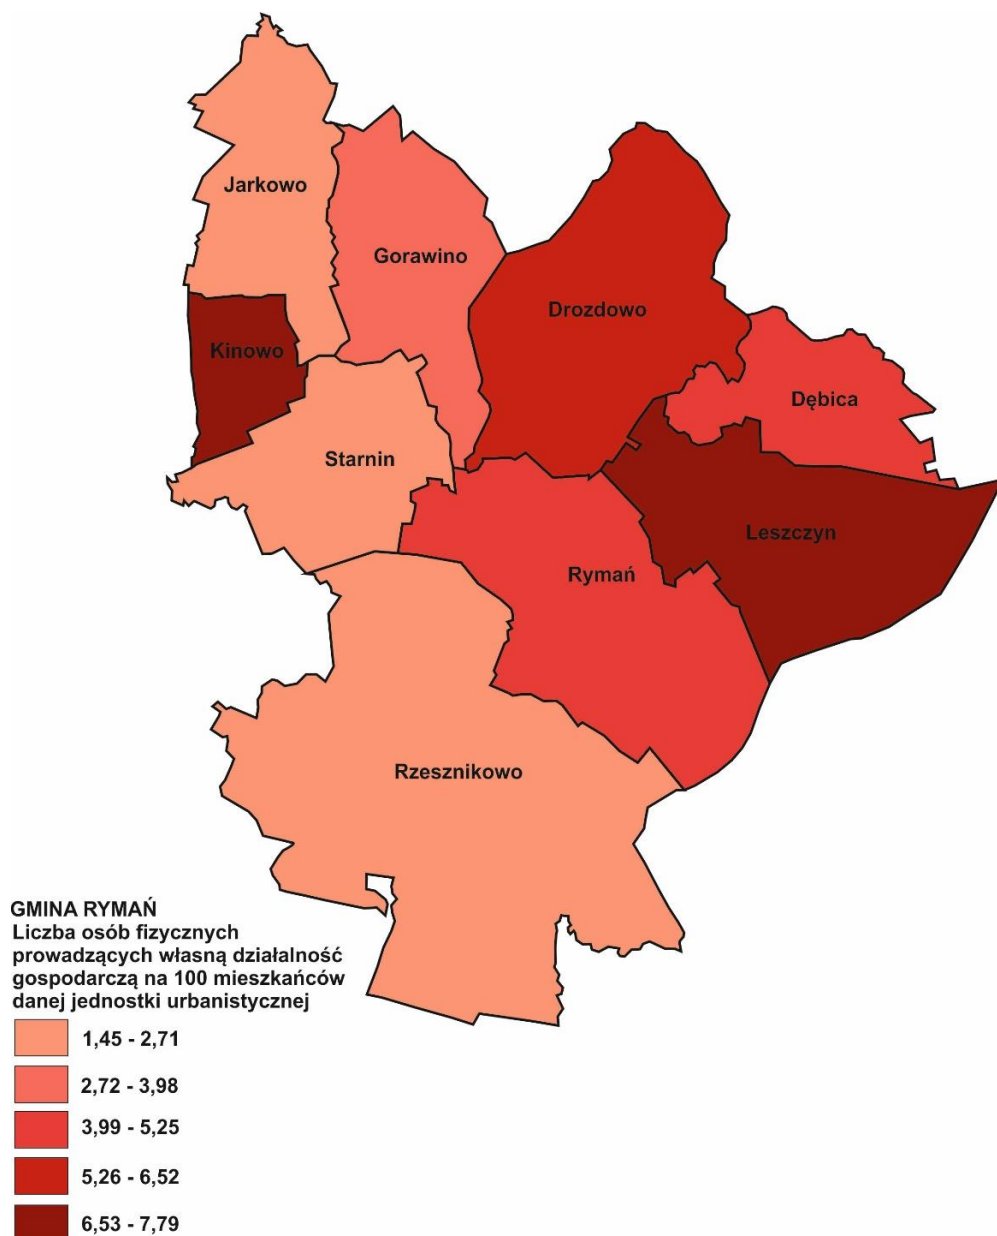 Jarkowo
Gorawino
Drozdowo
Kinowo
Dębica
Starnin
Leszczyn
Rymań
Rzesznikowo
GMINA RYMAŃ
Liczba osób fizycznych
prowadzących własną działalność
gospodarczą na 100 mieszkańców
danej jednostki urbanistycznej
1,45 - 2,71
2,72 - 3,98
3,99 - 5,25
5,26 - 6,52
6,53 - 7,79